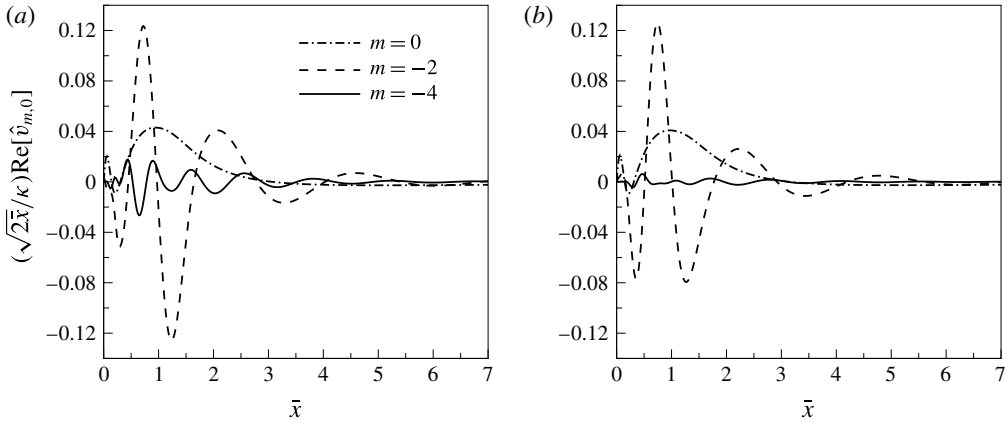 (a)
(√2x̄/κ)Re[v̂m,0]
0.12
0.08
0.04
0
−0.04
−0.08
−0.12
m = 0
m = −2
m = −4
0 1 2 3 4 5 6 7
x̄
(b)
0.12
0.08
0.04
0
−0.04
−0.08
−0.12
0 1 2 3 4 5 6 7
x̄